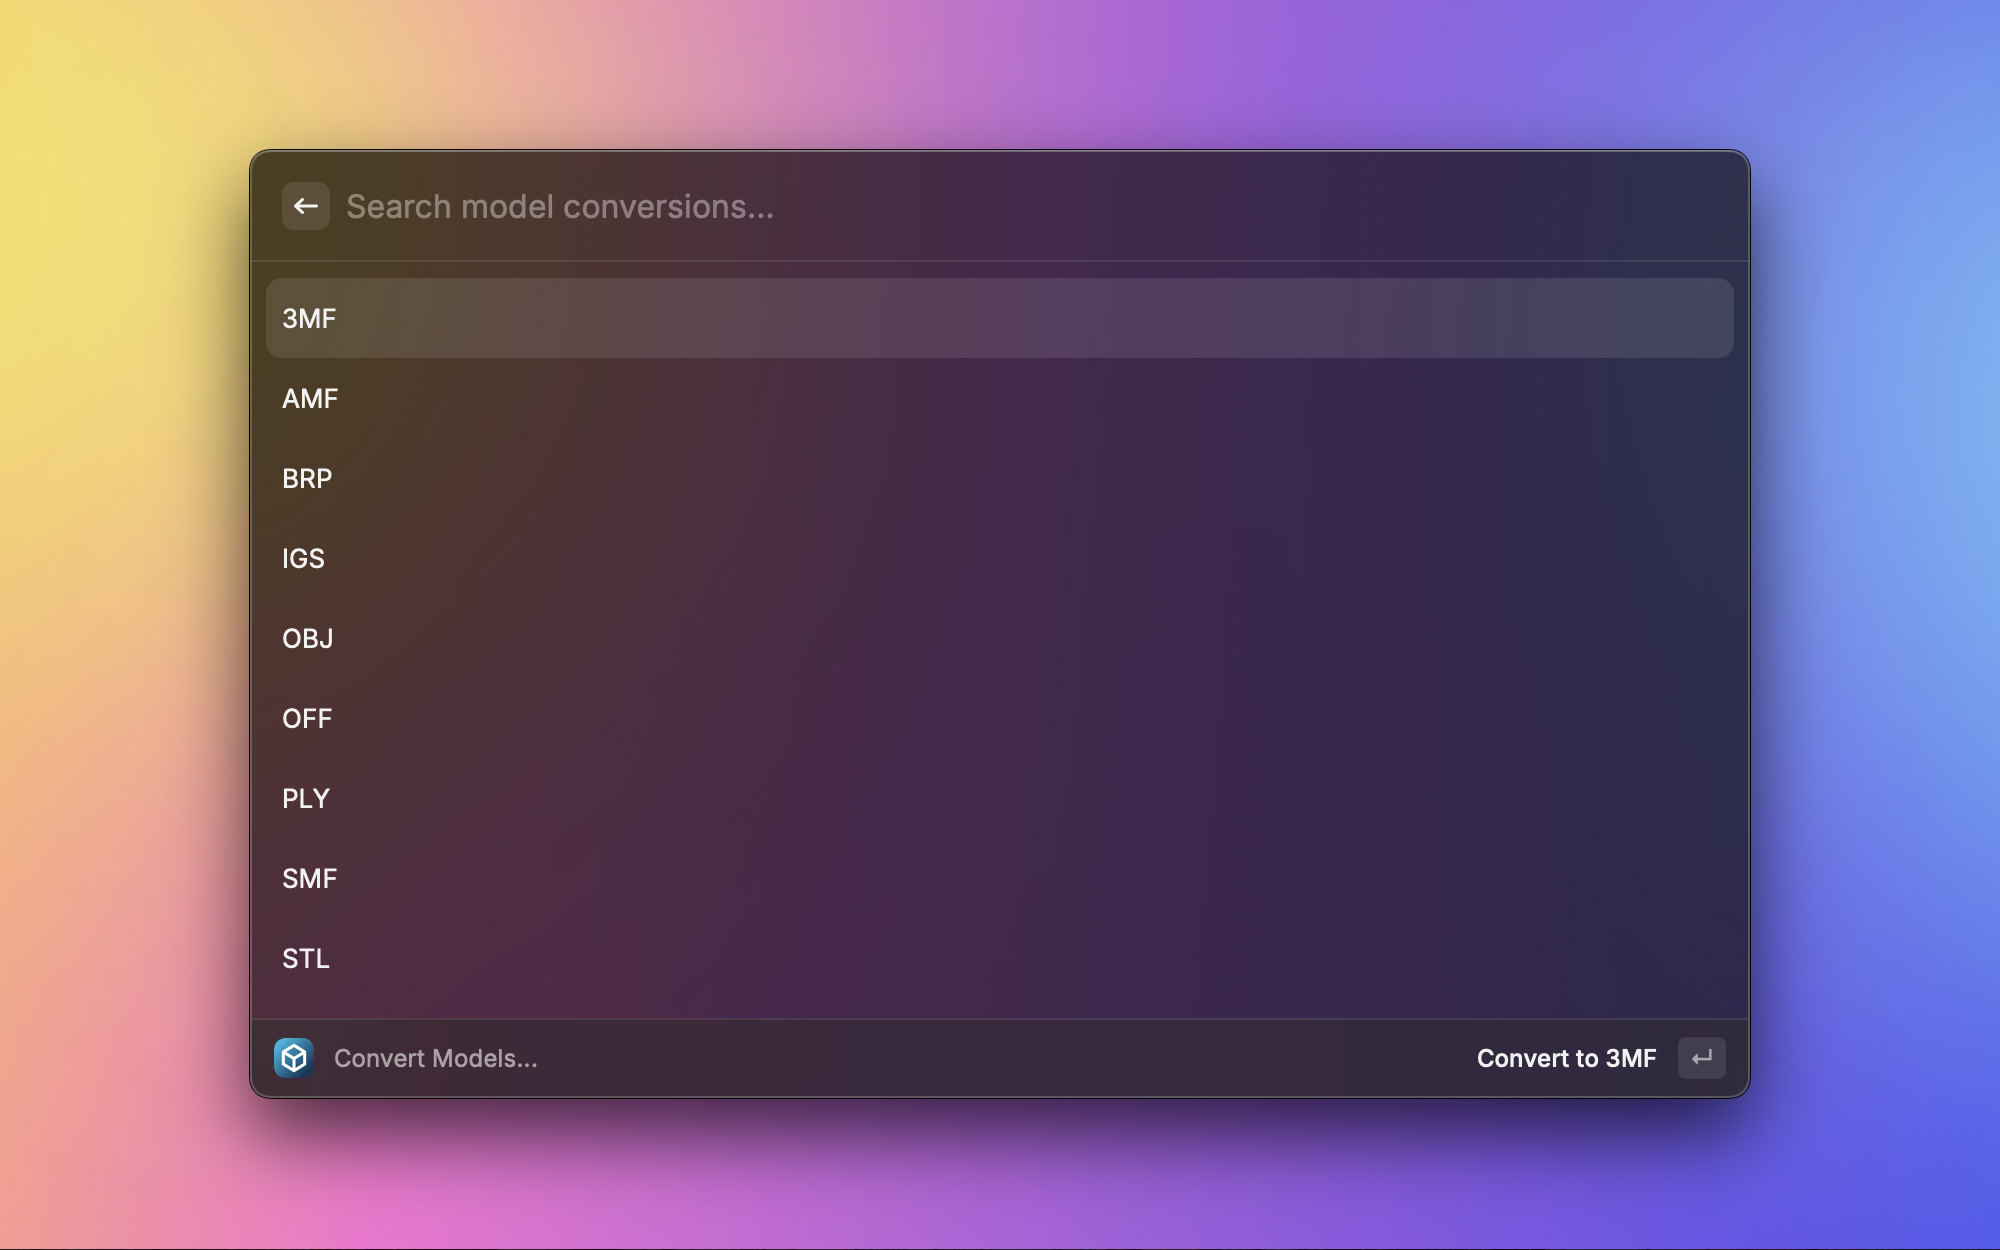 Search model conversions...
3MF
AMF
BRP
IGS
OBJ
OFF
PLY
SMF
STL
Convert Models...
Convert to 3MF